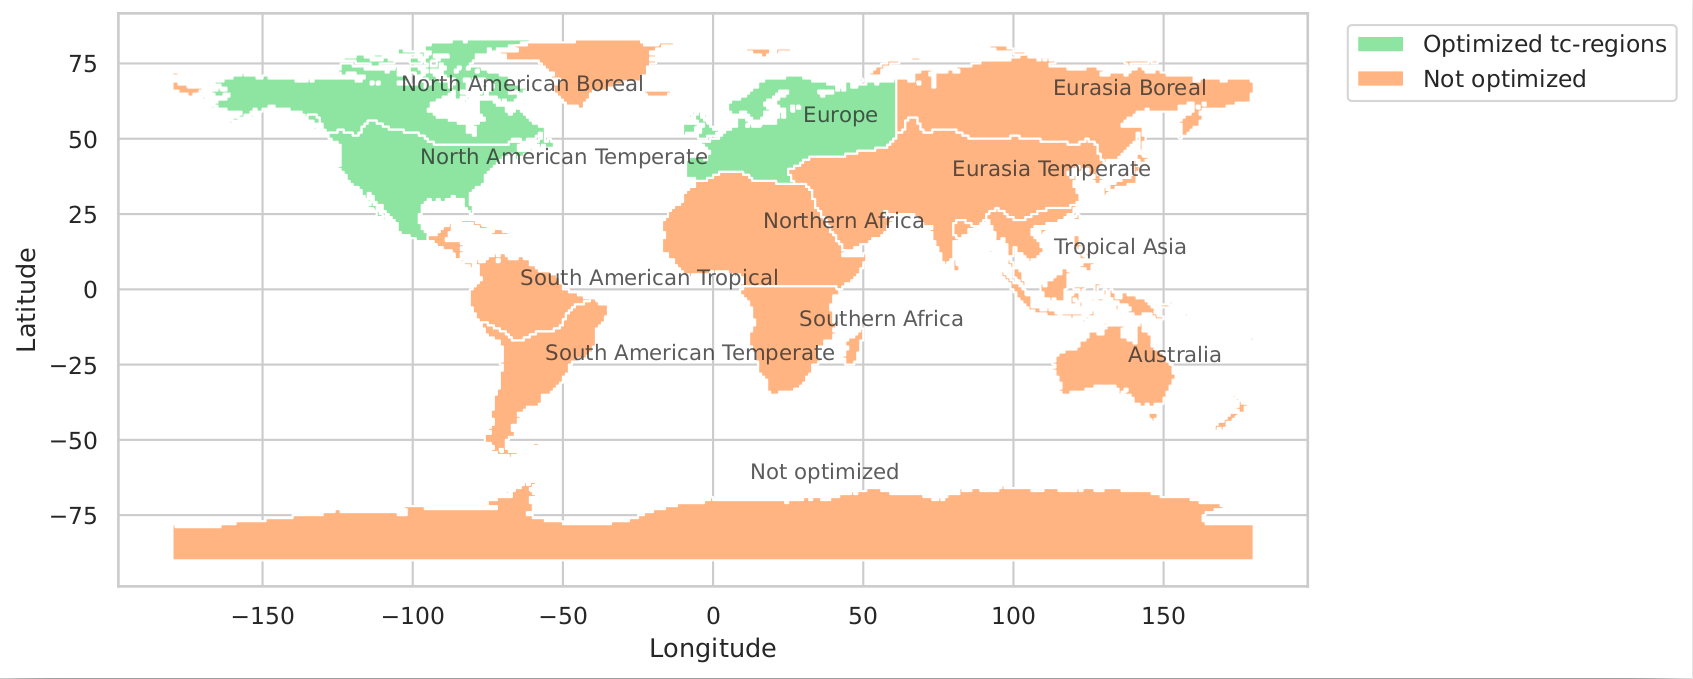 Optimized tc-regions
Not optimized
North American Boreal
Eurasia Boreal
Europe
North American Temperate
Eurasia Temperate
Northern Africa
Tropical Asia
South American Tropical
Southern Africa
South American Temperate
Australia
Not optimized
75
50
25
0
−25
−50
−75
Latitude
−150
−100
−50
0
50
100
150
Longitude